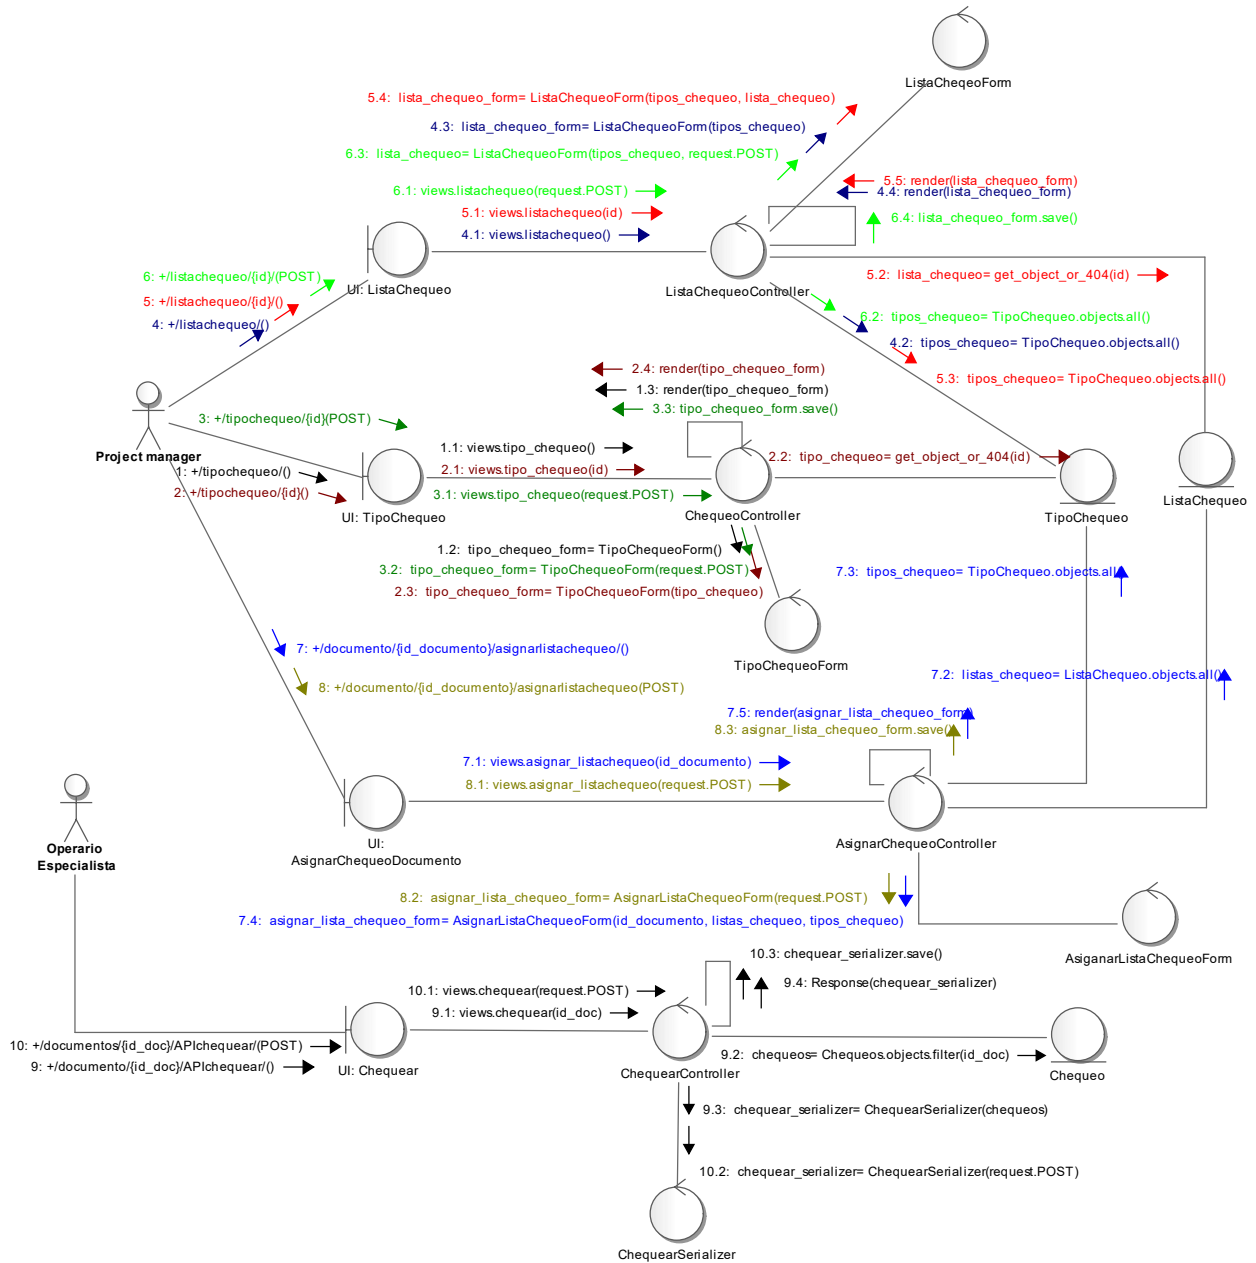 ListaCheqeoForm
5.4: lista_chequeo_form= ListaChequeoForm(tipos_chequeo, lista_chequeo)
4.3: lista_chequeo_form= ListaChequeoForm(tipos_chequeo)
6.3: lista_chequeo= ListaChequeoForm(tipos_chequeo, request.POST)
6.1: views.listachequeo(request.POST)
5.1: views.listachequeo(id)
4.1: views.listachequeo()
5.5: render(lista_chequeo_form)
4.4: render(lista_chequeo_form)
6.4: lista_chequeo_form.save()
6: +/listachequeo/{id}/(POST)
5: +/listachequeo/{id}/()
4: +/listachequeo/()
UI: ListaChequeo
ListaChequeoController
5.2: lista_chequeo= get_object_or_404(id)
6.2: tipos_chequeo= TipoChequeo.objects.all()
4.2: tipos_chequeo= TipoChequeo.objects.all()
5.3: tipos_chequeo= TipoChequeo.objects.all()
2.4: render(tipo_chequeo_form)
1.3: render(tipo_chequeo_form)
3.3: tipo_chequeo_form.save()
3: +/tipochequeo/{id}(POST)
Project manager
1: +/tipochequeo/()
2: +/tipochequeo/{id}()
1.1: views.tipo_chequeo()
2.1: views.tipo_chequeo(id)
3.1: views.tipo_chequeo(request.POST)
2.2: tipo_chequeo= get_object_or_404(id)
UI: TipoChequeo
ChequeoController
TipoChequeo
ListaChequeo
1.2: tipo_chequeo_form= TipoChequeoForm()
3.2: tipo_chequeo_form= TipoChequeoForm(request.POST)
2.3: tipo_chequeo_form= TipoChequeoForm(tipo_chequeo)
7.3: tipos_chequeo= TipoChequeo.objects.all()
TipoChequeoForm
7: +/documento/{id_documento}/asignarlistachequeo/()
8: +/documento/{id_documento}/asignarlistachequeo(POST)
7.2: listas_chequeo= ListaChequeo.objects.all()
7.5: render(asignar_lista_chequeo_form)
8.3: asignar_lista_chequeo_form.save()
7.1: views.asignar_listachequeo(id_documento)
8.1: views.asignar_listachequeo(request.POST)
Operario
Especialista
UI:
AsignarChequeoDocumento
AsignarChequeoController
8.2: asignar_lista_chequeo_form= AsignarListaChequeoForm(request.POST)
7.4: asignar_lista_chequeo_form= AsignarListaChequeoForm(id_documento, listas_chequeo, tipos_chequeo)
AsiganarListaChequeoForm
10.3: chequear_serializer.save()
9.4: Response(chequear_serializer)
10.1: views.chequear(request.POST)
9.1: views.chequear(id_doc)
10: +/documentos/{id_doc}/APIchequear/(POST)
9: +/documento/{id_doc}/APIchequear/()
UI: Chequear
ChequearController
9.2: chequeos= Chequeos.objects.filter(id_doc)
Chequeo
9.3: chequear_serializer= ChequearSerializer(chequeos)
10.2: chequear_serializer= ChequearSerializer(request.POST)
ChequearSerializer